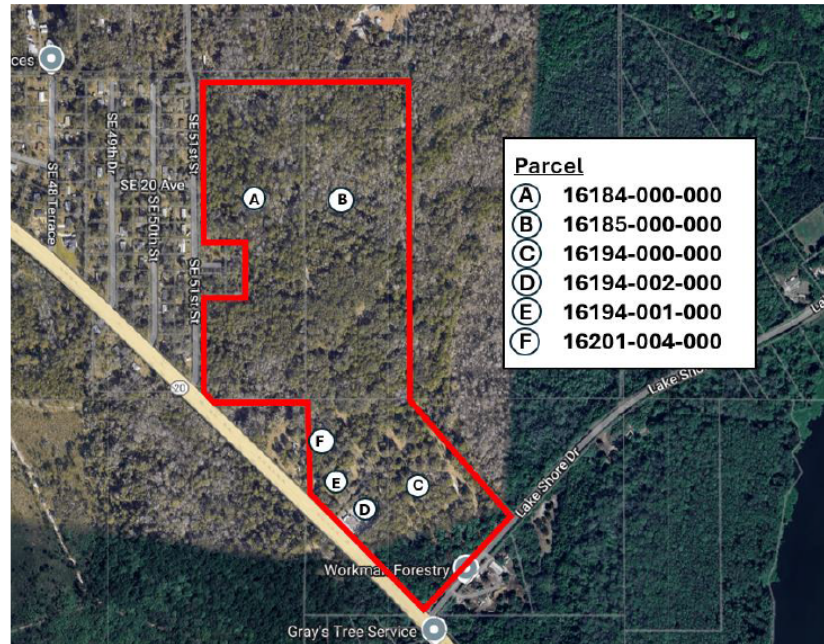 ces
SE 51st St
SE 49th Dr
SE 48 Terrace
SE 20 Ave
SE 50th St
SE 51st St
20
A
B
F
E
C
D
Parcel
A 16184-000-000
B 16185-000-000
C 16194-000-000
D 16194-002-000
E 16194-001-000
F 16201-004-000
La
Lake Sho
Lake Shore Dr
Workman Forestry
Gray's Tree Service